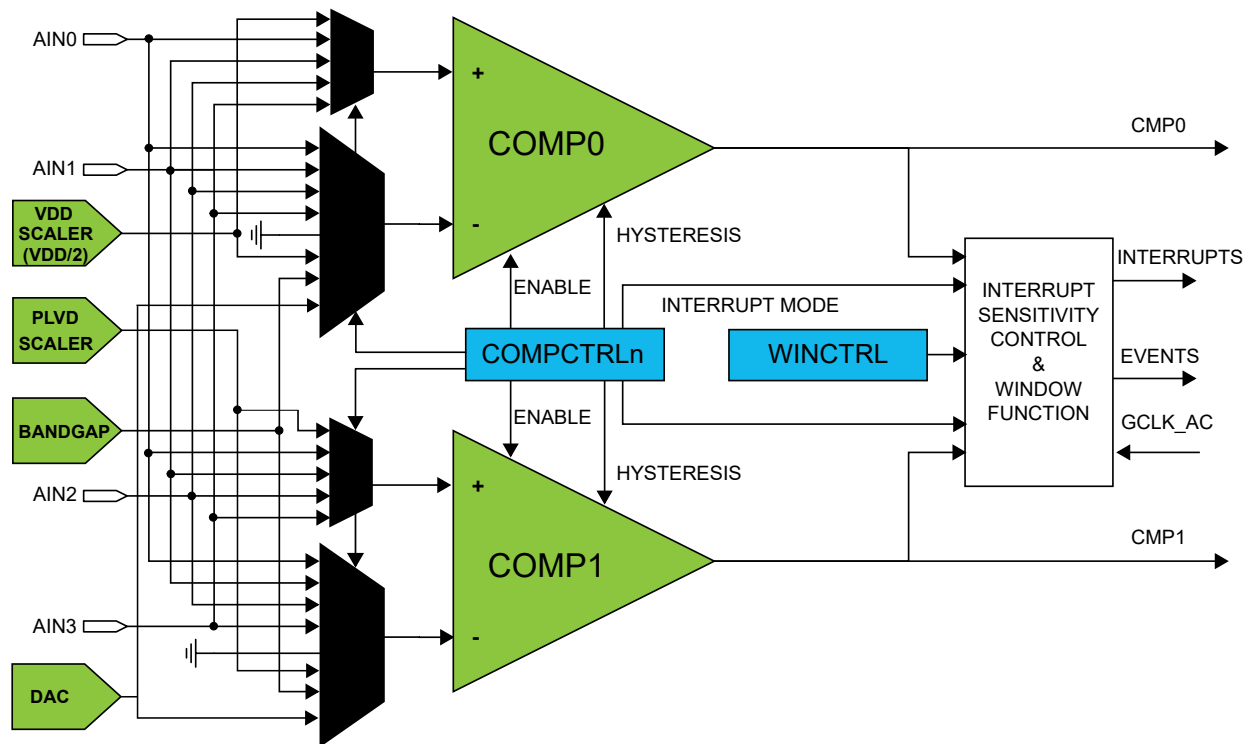 AIN0
AIN1
VDD
SCALER
(VDD/2)
PLVD
SCALER
BANDGAP
AIN2
AIN3
DAC
+
COMP0
-
CMP0
HYSTERESIS
ENABLE
INTERRUPT MODE
COMPCTRLn
WINCTRL
INTERRUPT
SENSITIVITY
CONTROL
&
WINDOW
FUNCTION
INTERRUPTS
EVENTS
GCLK_AC
ENABLE
HYSTERESIS
+
COMP1
-
CMP1